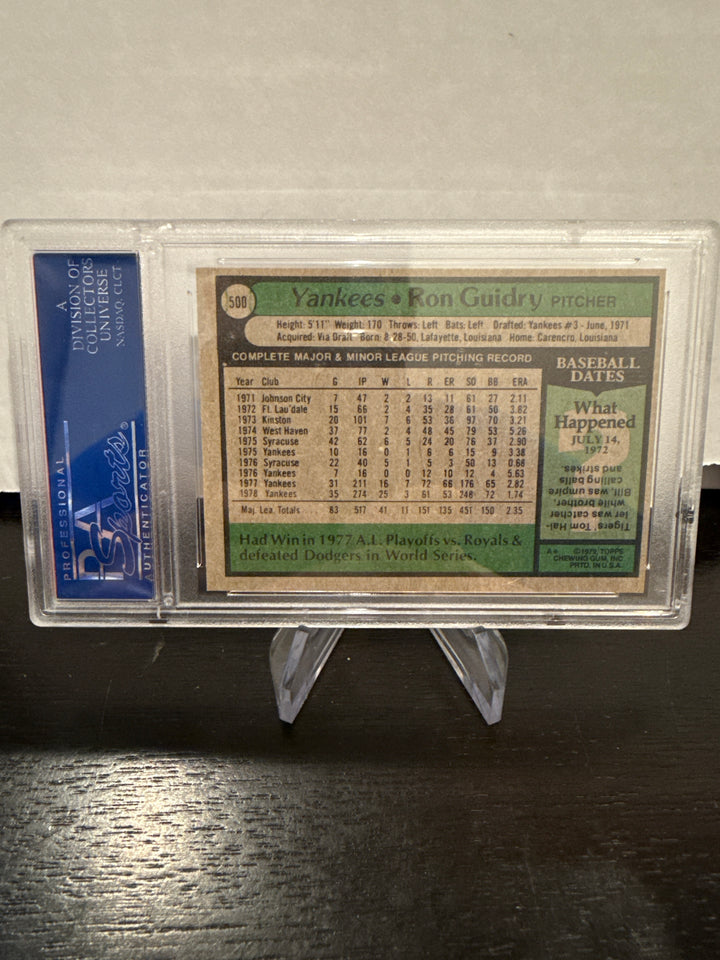 A
DIVISION OF
COLLECTORS
UNIVERSE
NASDAQ: CLCT
PROFESSIONAL
PSA
Sports®
AUTHENTICATOR
500 Yankees • Ron Guidry PITCHER
Height: 5'11" Weight: 170 Throws: Left Bats: Left Drafted: Yankees #3 - June, 1971
Acquired: Via Draft Born: 8-28-50, Lafayette, Louisiana Home: Carencro, Louisiana
COMPLETE MAJOR & MINOR LEAGUE PITCHING RECORD
Year Club G IP W L R ER SO BB ERA
1971 Johnson City 7 47 2 2 13 11 61 27 2.11
1972 Ft. Lau'dale 15 66 2 4 35 28 61 50 3.82
1973 Kinston 20 101 7 6 53 36 97 70 3.21
1974 West Haven 37 77 2 4 48 45 79 53 5.26
1975 Syracuse 42 62 6 5 24 20 76 37 2.90
1975 Yankees 10 16 0 1 6 6 15 9 3.38
1976 Syracuse 22 40 5 1 5 3 50 13 0.68
1976 Yankees 7 16 0 0 12 10 12 4 5.63
1977 Yankees 31 211 16 7 72 66 176 65 2.82
1978 Yankees 35 274 25 3 61 53 248 72 1.74
Maj. Lea. Totals 83 517 41 11 151 135 451 150 2.35
Had Win in 1977 A.L. Playoffs vs. Royals &
defeated Dodgers in World Series.
BASEBALL
DATES
What
Happened
JULY 14,
1972
Tigers' Tom Hal-
ler was catcher
while brother,
Bill, was umpire
calling balls
and strikes.
A* © 1979, TOPPS
CHEWING GUM, INC
PRTD. IN U.S.A.